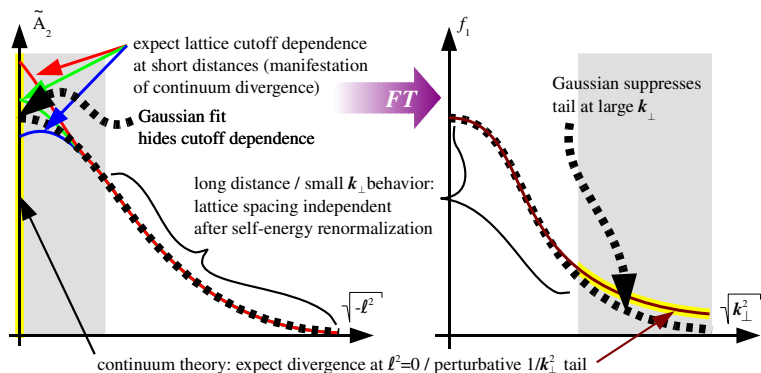 Ã₂
expect lattice cutoff dependence
at short distances (manifestation
of continuum divergence)
Gaussian fit
hides cutoff dependence
FT
long distance / small k⊥ behavior:
lattice spacing independent
after self-energy renormalization
√-ℓ²
f₁
Gaussian suppresses
tail at large k⊥
√k⊥²
continuum theory: expect divergence at ℓ²=0 / perturbative 1/k⊥² tail